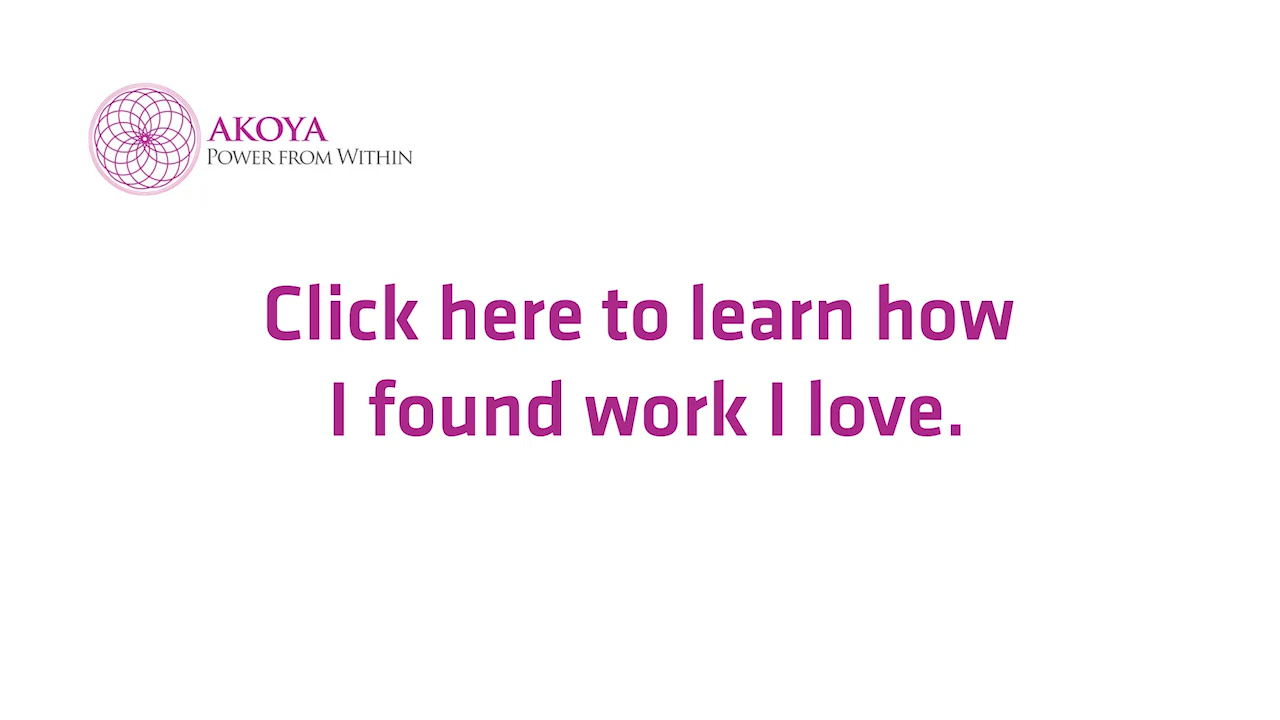 AKOYA
POWER FROM WITHIN
Click here to learn how
I found work I love.